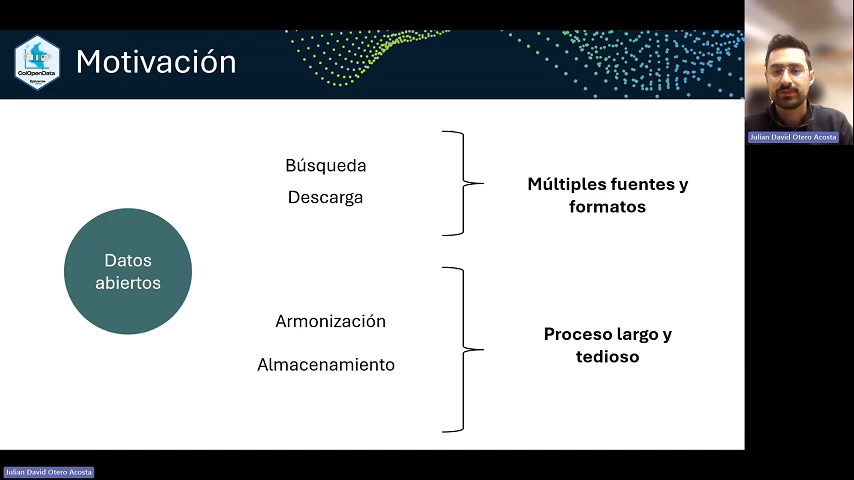 ColOpenData
Epiverse
Motivación
Julian David Otero Acosta
Búsqueda
Descarga
Múltiples fuentes y
formatos
Datos
abiertos
Armonización
Almacenamiento
Proceso largo y
tedioso
Julian David Otero Acosta